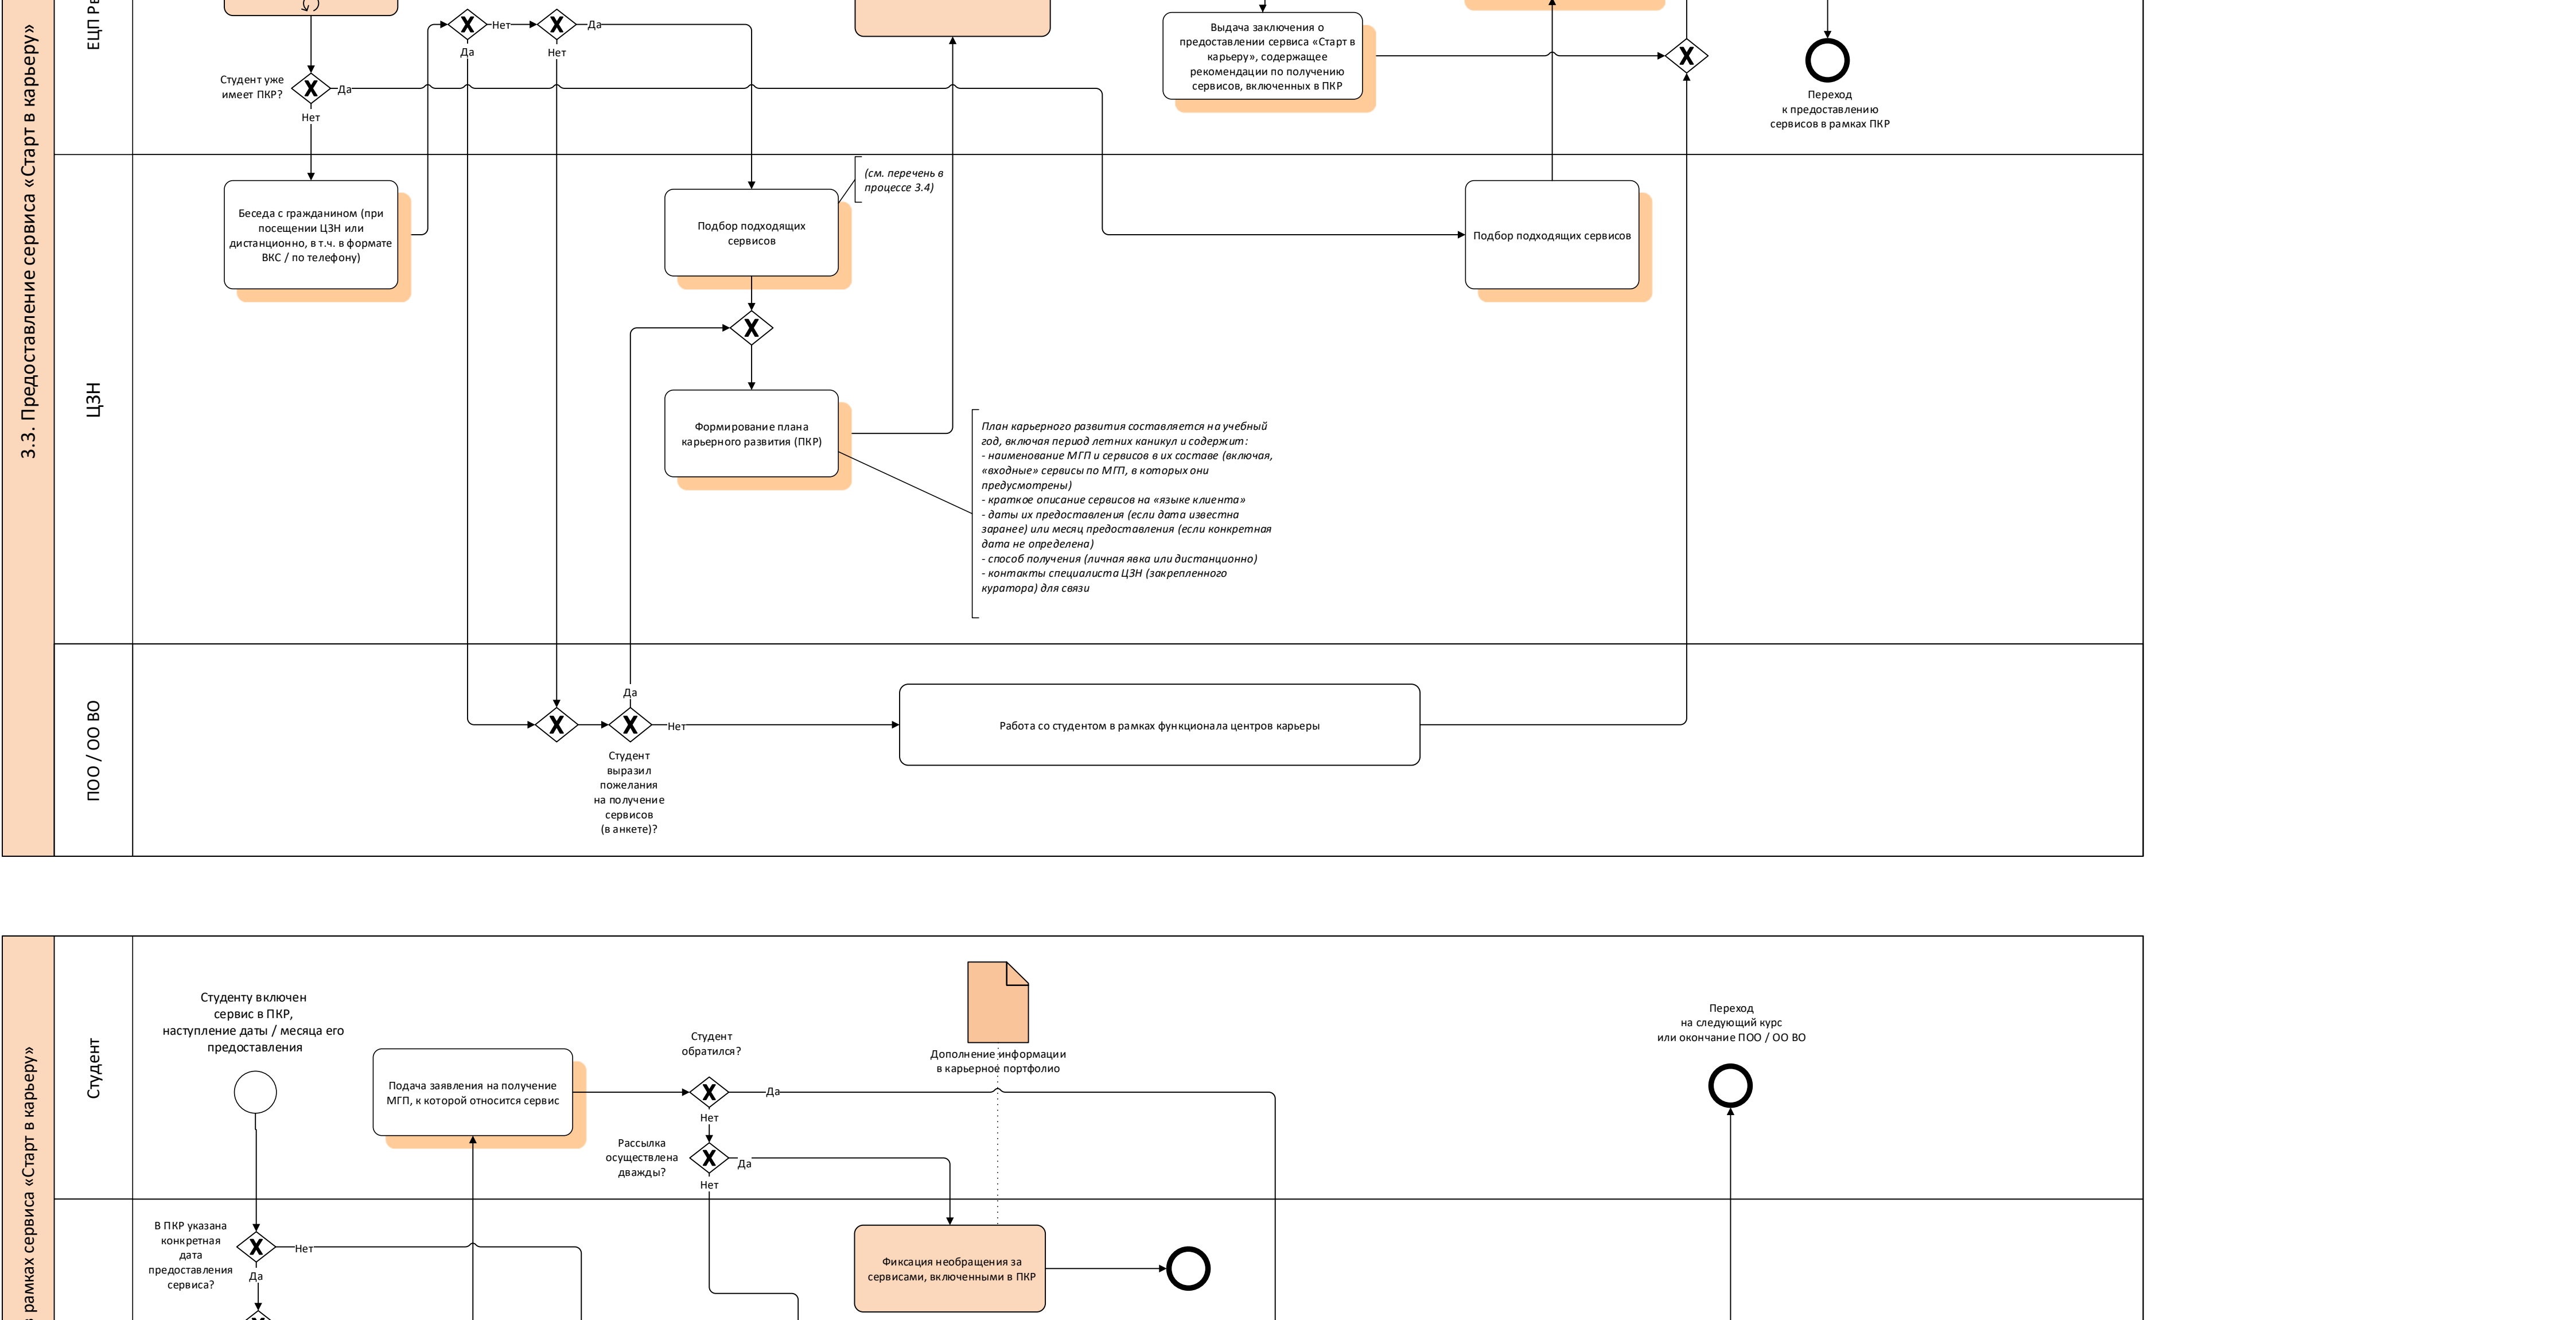 3.3. Предоставление сервиса «Старт в карьеру»
ЕЦП
Нет
Да
Да
Нет
Студент уже
имеет ПКР?
Да
Нет
Выдача заключения о
предоставлении сервиса «Старт в
карьеру», содержащее
рекомендации по получению
сервисов, включенных в ПКР
Переход
к предоставлению
сервисов в рамках ПКР
ЦЗН
Беседа с гражданином (при
посещении ЦЗН или
дистанционно, в т.ч. в формате
ВКС / по телефону)
Подбор подходящих
сервисов
(см. перечень в
процессе 3.4)
Подбор подходящих сервисов
Формирование плана
карьерного развития (ПКР)
План карьерного развития составляется на учебный
год, включая период летних каникул и содержит:
- наименование МГП и сервисов в их составе (включая,
«входные» сервисы по МГП, в которых они
предусмотрены)
- краткое описание сервисов на «языке клиента»
- даты их предоставления (если дата известна
заранее) или месяц предоставления (если конкретная
дата не определена)
- способ получения (личная явка или дистанционно)
- контакты специалиста ЦЗН (закрепленного
куратора) для связи
ПОО / ОО ВО
Да
Нет
Студент
выразил
пожелания
на получение
сервисов
(в анкете)?
Работа со студентом в рамках функционала центров карьеры
рамках сервиса «Старт в карьеру»
Студент
Студенту включен
сервис в ПКР,
наступление даты / месяца его
предоставления
Подача заявления на получение
МГП, к которой относится сервис
Студент
обратился?
Да
Нет
Рассылка
осуществлена
дважды?
Да
Нет
Дополнение информации
в карьерное портфолио
Переход
на следующий курс
или окончание ПОО / ОО ВО
В ПКР указана
конкретная
дата
предоставления
сервиса?
Нет
Да
Фиксация необращения за
сервисами, включенными в ПКР